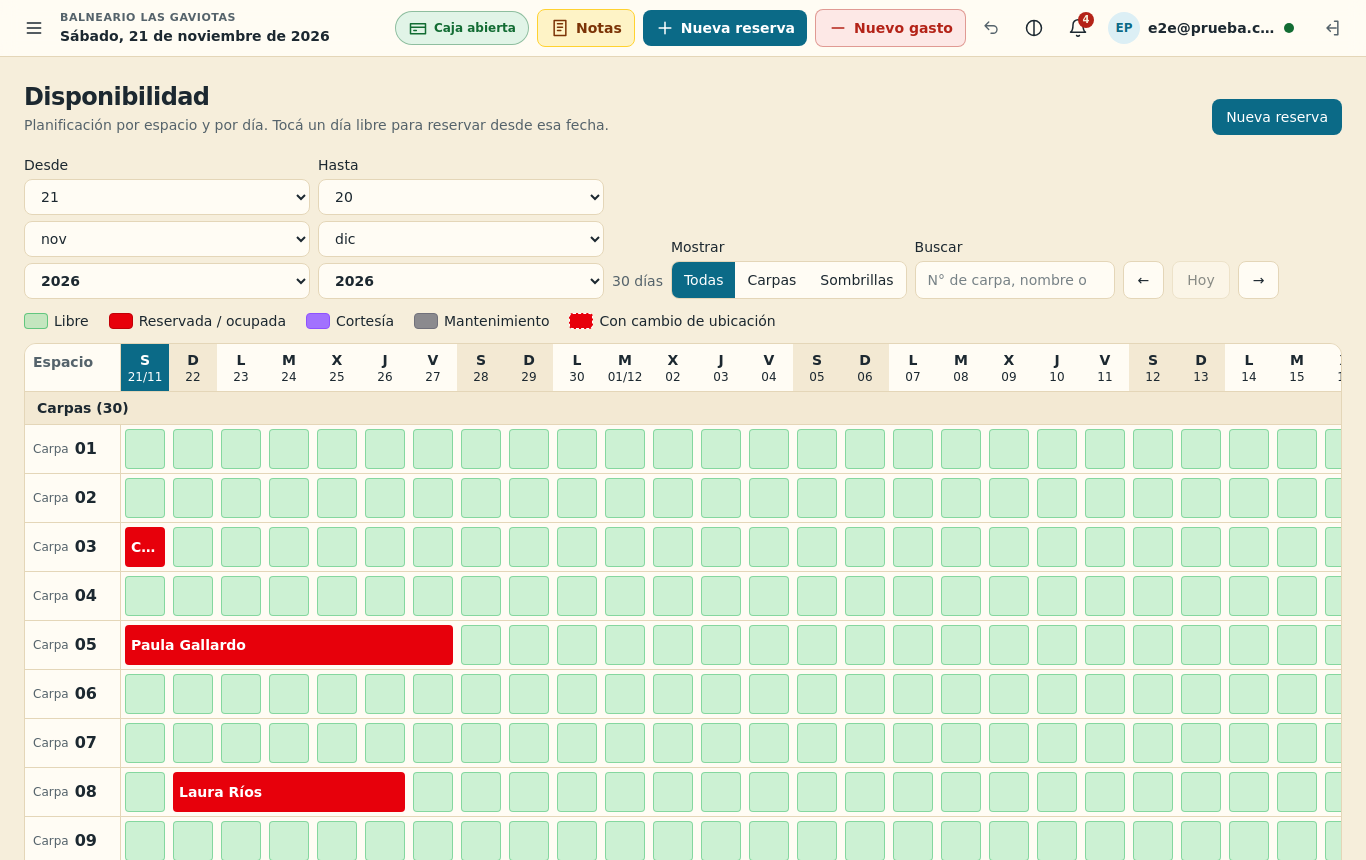 BALNEARIO LAS GAVIOTAS
Sábado, 21 de noviembre de 2026
Caja abierta
Notas
Nueva reserva
Nuevo gasto
4
EP
e2e@prueba.c...
Disponibilidad
Planificación por espacio y por día. Tocá un día libre para reservar desde esa fecha.
Nueva reserva
Desde
Hasta
21
20
nov
dic
Mostrar
Buscar
2026
2026
30 días
Todas
Carpas
Sombrillas
N° de carpa, nombre o
←
Hoy
→
Libre
Reservada / ocupada
Cortesía
Mantenimiento
Con cambio de ubicación
Espacio
S D L M X J V S D L M X J V S D L M X J V S D L M
21/11 22 23 24 25 26 27 28 29 30 01/12 02 03 04 05 06 07 08 09 10 11 12 13 14 15
Carpas (30)
Carpa 01
Carpa 02
Carpa 03
C...
Carpa 04
Carpa 05
Paula Gallardo
Carpa 06
Carpa 07
Carpa 08
Laura Ríos
Carpa 09